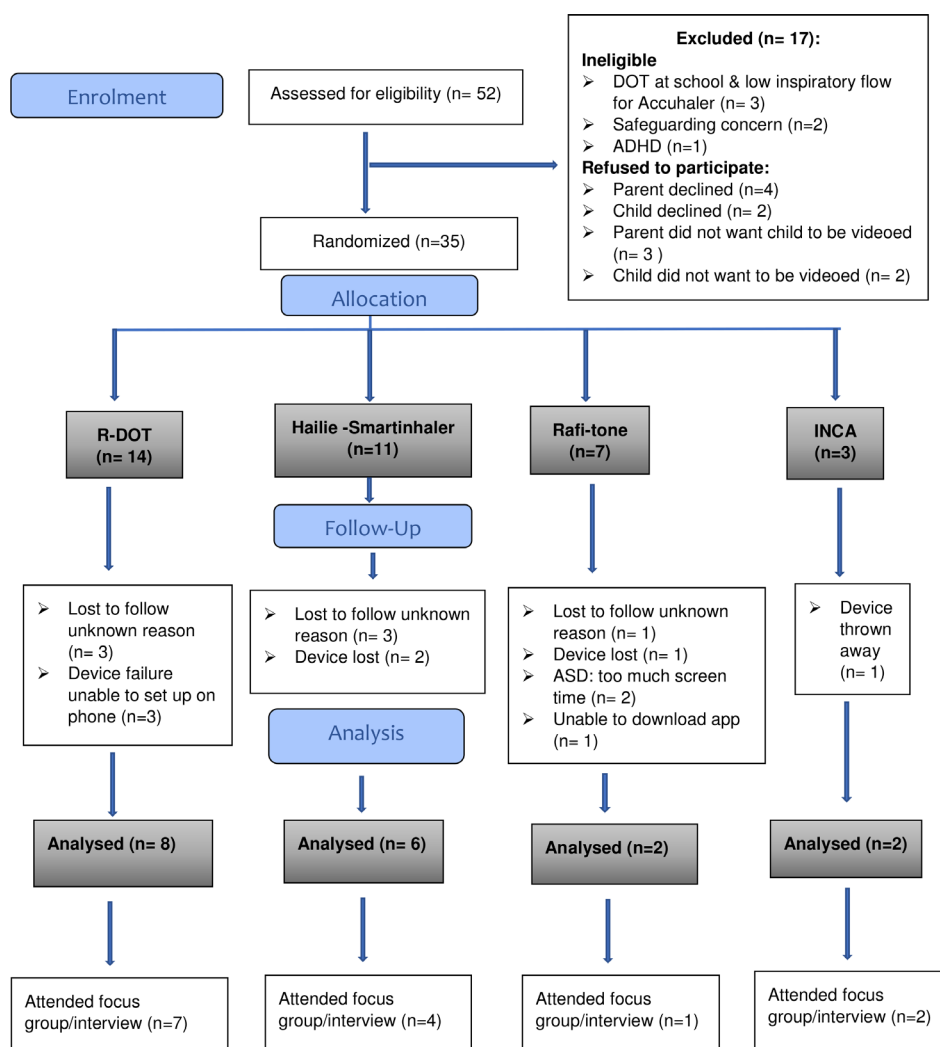 Enrolment
Assessed for eligibility (n= 52)
Excluded (n= 17):
Ineligible
➢ DOT at school & low inspiratory flow
for Accuhaler (n= 3)
➢ Safeguarding concern (n=2)
➢ ADHD (n=1)
Refused to participate:
➢ Parent declined (n=4)
➢ Child declined (n= 2)
➢ Parent did not want child to be videoed
(n= 3 )
➢ Child did not want to be videoed (n= 2)
Randomized (n=35)
Allocation
R-DOT
(n= 14)
Hailie -Smartinhaler
(n=11)
Rafi-tone
(n=7)
INCA
(n=3)
Follow-Up
➢ Lost to follow
unknown reason
(n= 3)
➢ Device failure
unable to set up on
phone (n=3)
➢ Lost to follow unknown
reason (n= 3)
➢ Device lost (n= 2)
➢ Lost to follow unknown
reason (n= 1)
➢ Device lost (n= 1)
➢ ASD: too much screen
time (n= 2)
➢ Unable to download app
(n= 1)
➢ Device
thrown
away
(n= 1)
Analysis
Analysed (n= 8)
Analysed (n= 6)
Analysed (n=2)
Analysed (n=2)
Attended focus
group/interview (n=7)
Attended focus
group/interview (n=4)
Attended focus
group/interview (n=1)
Attended focus
group/interview (n=2)